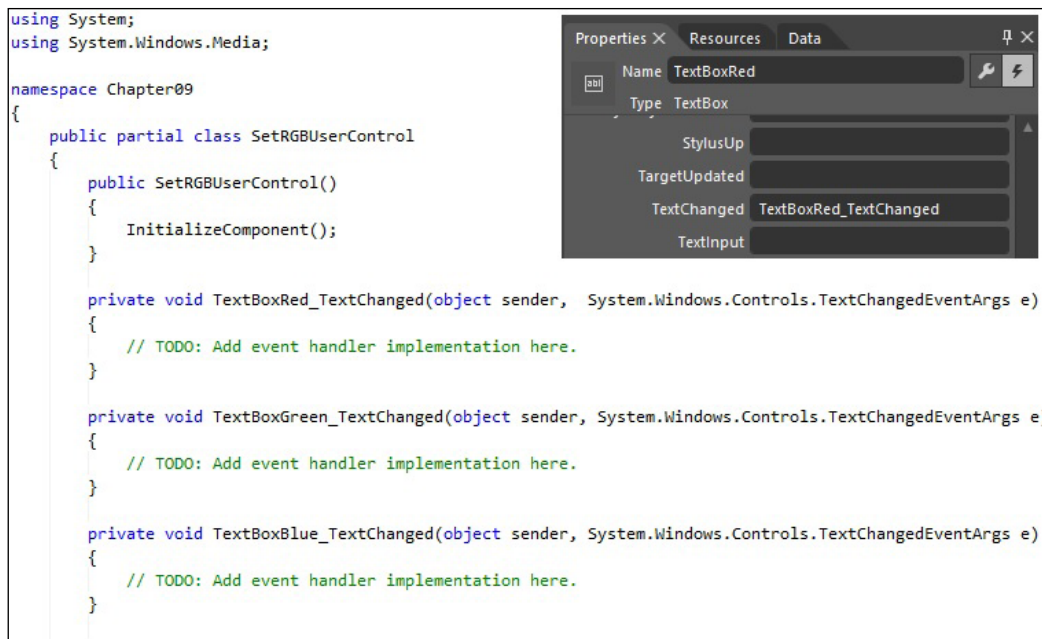 using System;
using System.Windows.Media;
namespace Chapter09
{
public partial class SetRGBUserControl
{
public SetRGBUserControl()
{
InitializeComponent();
}
private void TextBoxRed_TextChanged(object sender,  System.Windows.Controls.TextChangedEventArgs e)
{
// TODO: Add event handler implementation here.
}
private void TextBoxGreen_TextChanged(object sender, System.Windows.Controls.TextChangedEventArgs e
{
// TODO: Add event handler implementation here.
}
private void TextBoxBlue_TextChanged(object sender, System.Windows.Controls.TextChangedEventArgs e)
{
// TODO: Add event handler implementation here.
}
Properties Resources Data
Name TextBoxRed
abl
Type TextBox
StylusUp
TargetUpdated
TextChanged TextBoxRed_TextChanged
TextInput